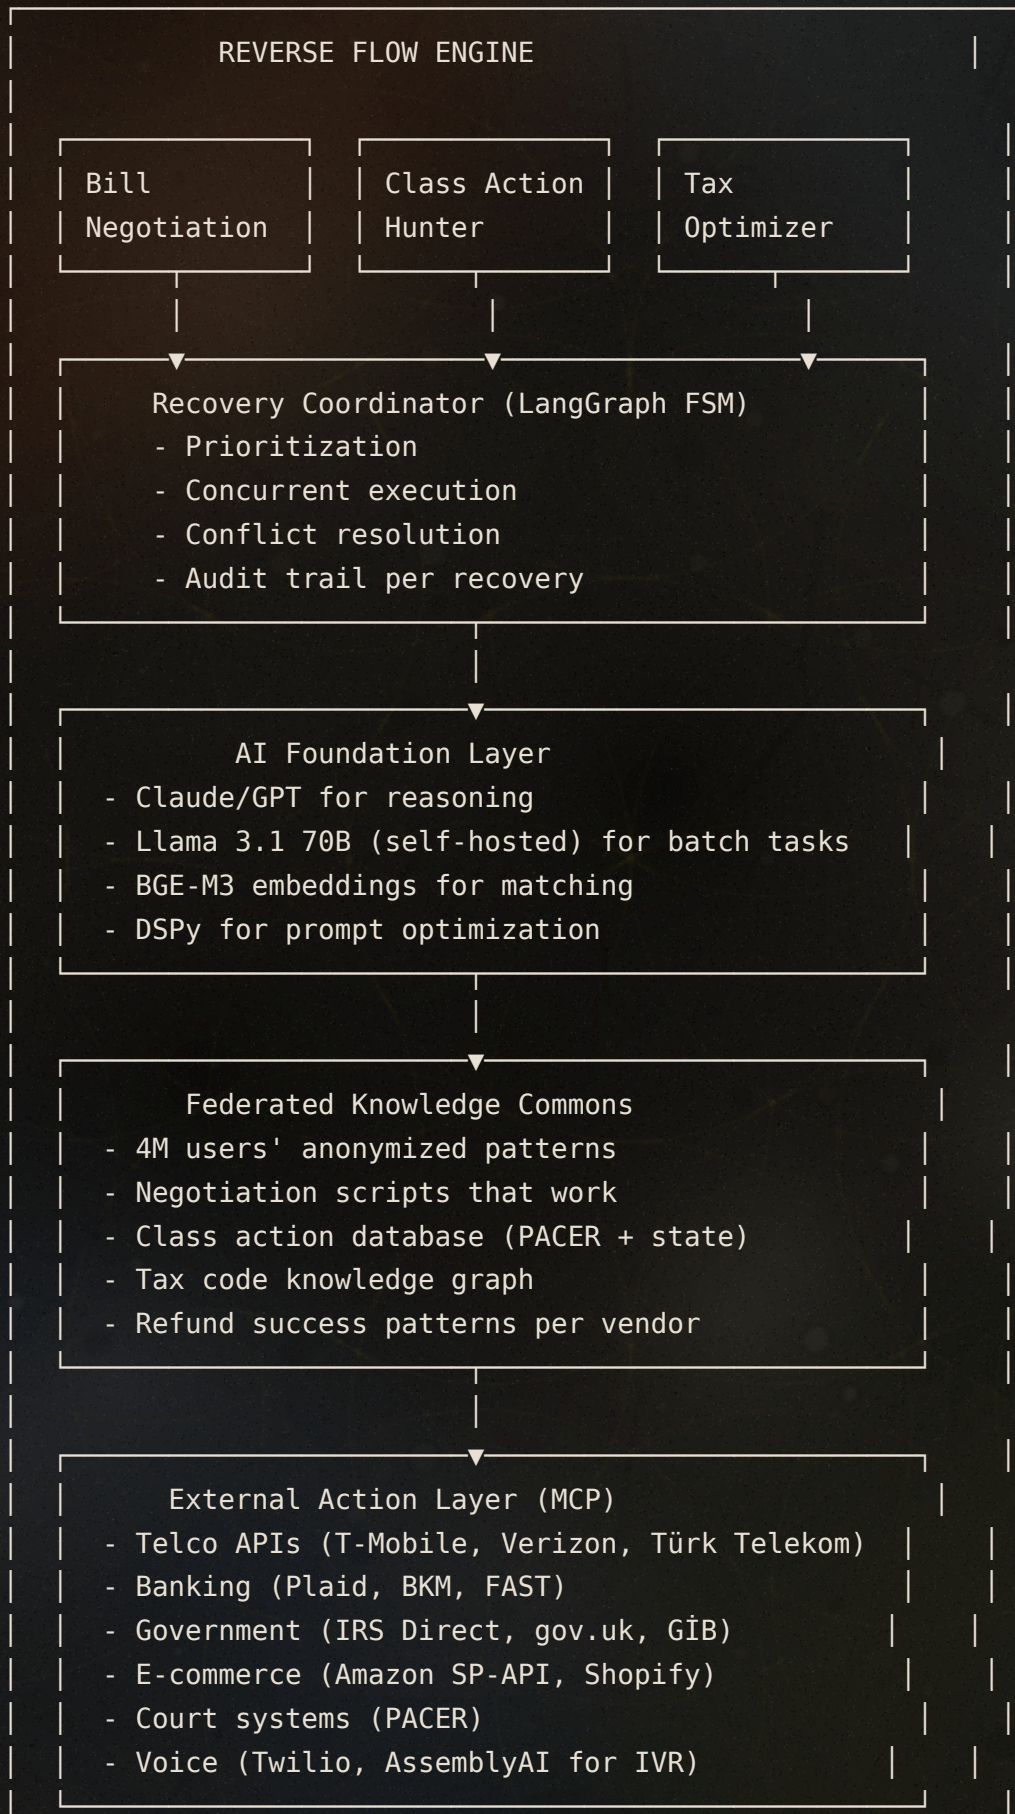 REVERSE FLOW ENGINE
Bill Negotiation
Class Action Hunter
Tax Optimizer
Recovery Coordinator (LangGraph FSM)
- Prioritization
- Concurrent execution
- Conflict resolution
- Audit trail per recovery
AI Foundation Layer
- Claude/GPT for reasoning
- Llama 3.1 70B (self-hosted) for batch tasks
- BGE-M3 embeddings for matching
- DSPy for prompt optimization
Federated Knowledge Commons
- 4M users' anonymized patterns
- Negotiation scripts that work
- Class action database (PACER + state)
- Tax code knowledge graph
- Refund success patterns per vendor
External Action Layer (MCP)
- Telco APIs (T-Mobile, Verizon, Türk Telekom)
- Banking (Plaid, BKM, FAST)
- Government (IRS Direct, gov.uk, GİB)
- E-commerce (Amazon SP-API, Shopify)
- Court systems (PACER)
- Voice (Twilio, AssemblyAI for IVR)